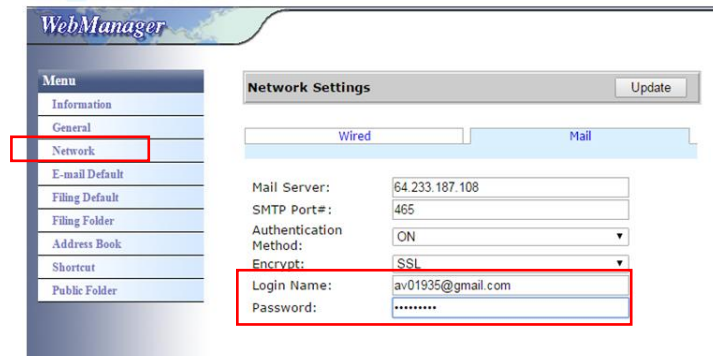 WebManager
Menu
Information
General
Network
E-mail Default
Filing Default
Filing Folder
Address Book
Shortcut
Public Folder
Network Settings
Update
Wired Mail
Mail Server: 64.233.187.108
SMTP Port#: 465
Authentication
Method: ON
Encrypt: SSL
Login Name: av01935@gmail.com
Password: •••••••••